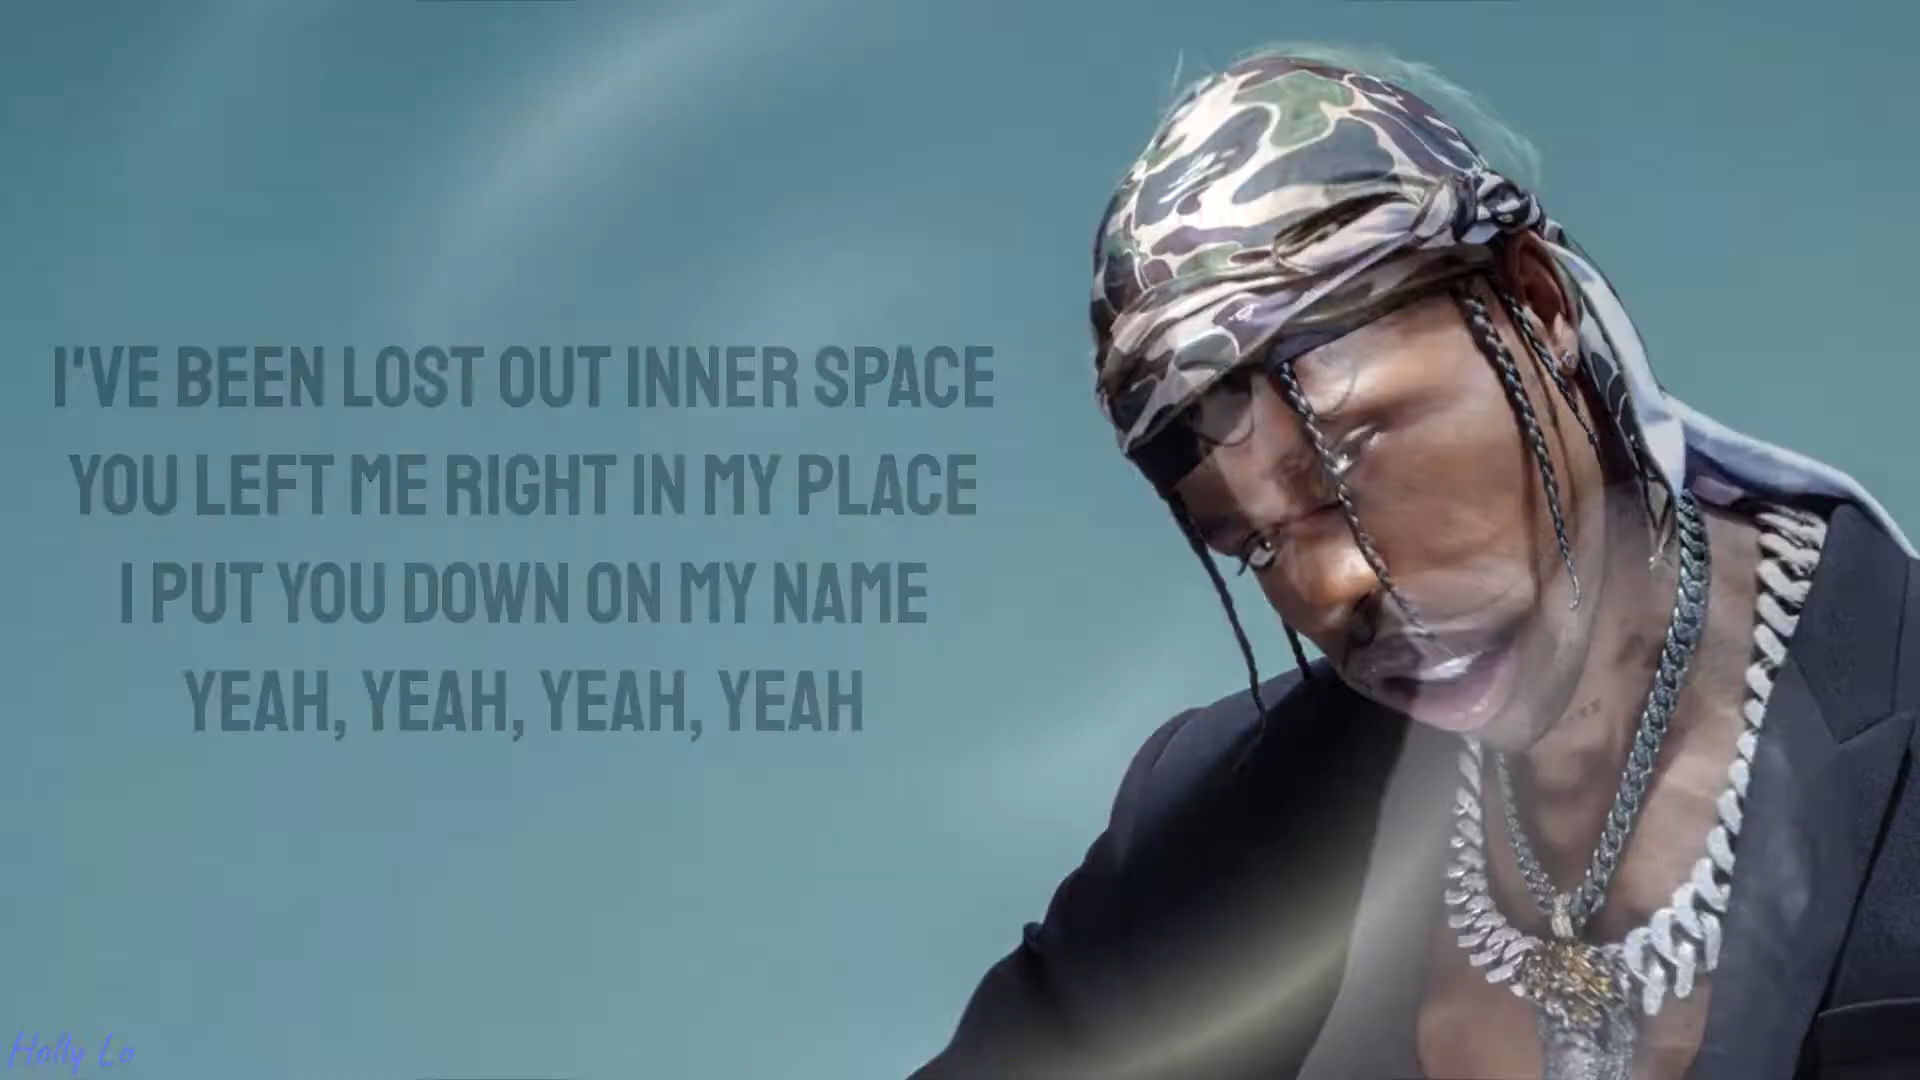 I'VE BEEN LOST OUT INNER SPACE
YOU LEFT ME RIGHT IN MY PLACE
I PUT YOU DOWN ON MY NAME
YEAH, YEAH, YEAH, YEAH
Holly Lo